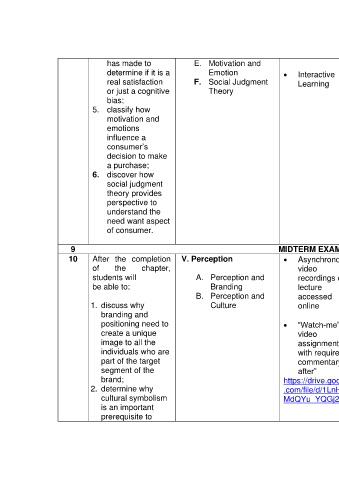 has made to
determine if it is a
real satisfaction
or just a cognitive
bias;
5. classify how
motivation and
emotions
influence a
consumer's
decision to make
a purchase;
6. discover how
social judgment
theory provides
perspective to
understand the
need want aspect
of consumer.
E. Motivation and
Emotion
F. Social Judgment
Theory
• Interactive
Learning
9
MIDTERM EXAM
10
After the completion
of the chapter,
students will
be able to:
1. discuss why
branding and
positioning need to
create a unique
image to all the
individuals who are
part of the target
segment of the
brand;
2. determine why
cultural symbolism
is an important
prerequisite to
V. Perception
A. Perception and
Branding
B. Perception and
Culture
• Asynchrono
video
recordings
lecture
accessed
online
• "Watch-me"
video
assignment
with require
commentar
after"
https://drive.goo
.com/file/d/1LnH
MdQYu_YQGj2